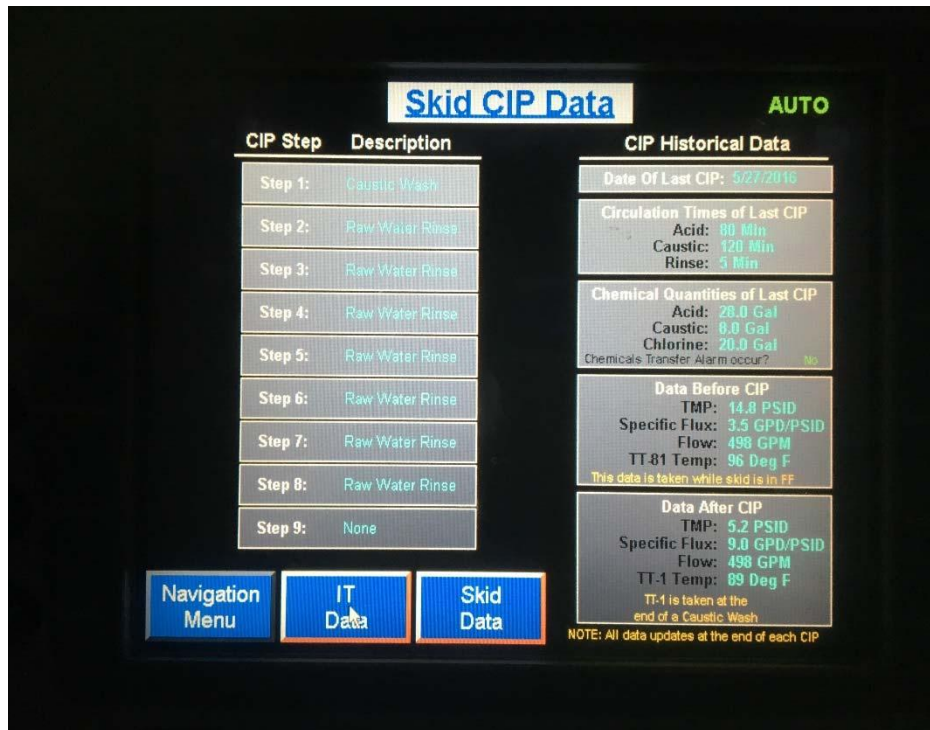 Skid CIP Data
AUTO
CIP Step Description
Step 1: Caustic Wash
Step 2: Raw Water Rinse
Step 3: Raw Water Rinse
Step 4: Raw Water Rinse
Step 5: Raw Water Rinse
Step 6: Raw Water Rinse
Step 7: Raw Water Rinse
Step 8: Raw Water Rinse
Step 9: None
CIP Historical Data
Date Of Last CIP: 5/27/2016
Circulation Times of Last CIP
Acid: 80 Min
Caustic: 120 Min
Rinse: 5 Min
Chemical Quantities of Last CIP
Acid: 28.0 Gal
Caustic: 8.0 Gal
Chlorine: 20.0 Gal
Chemicals Transfer Alarm occur? No
Data Before CIP
TMP: 14.8 PSID
Specific Flux: 3.5 GPD/PSID
Flow: 498 GPM
TT-81 Temp: 96 Deg F
This data is taken while skid is in FF
Data After CIP
TMP: 5.2 PSID
Specific Flux: 9.0 GPD/PSID
Flow: 498 GPM
TT-1 Temp: 89 Deg F
TT-1 is taken at the
end of a Caustic Wash
NOTE: All data updates at the end of each CIP
Navigation
Menu
IT
Data
Skid
Data